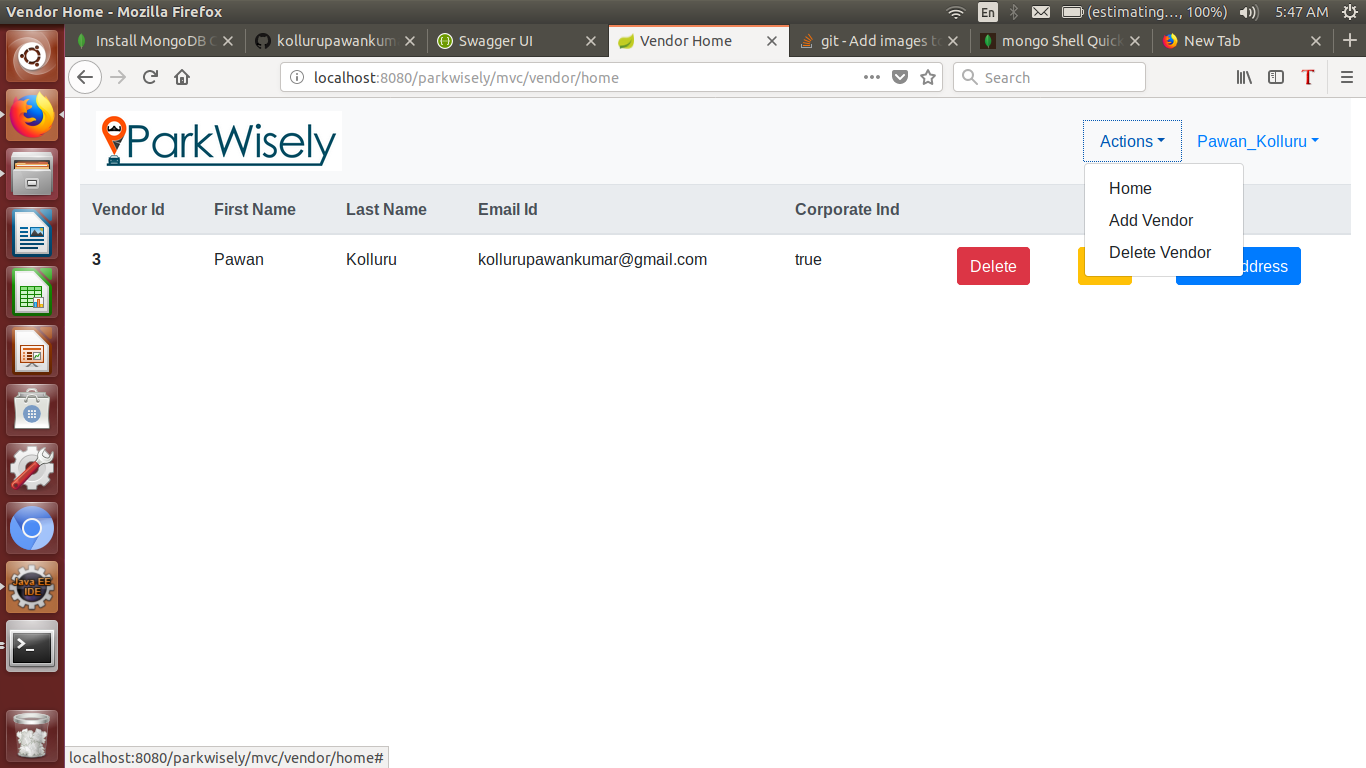 Vendor Home - Mozilla Firefox
En (estimating..., 100%) 5:47 AM
Install MongoDB kollurupawankum Swagger UI Vendor Home git - Add images mongo Shell Quick New Tab
localhost:8080/parkwisely/mvc/vendor/home Search
ParkWisely
Actions Pawan_Kolluru
Home
Add Vendor
Delete Vendor
Vendor Id First Name Last Name Email Id Corporate Ind
3 Pawan Kolluru kollurupawankumar@gmail.com true Delete
Java EE
IDE
localhost:8080/parkwisely/mvc/vendor/home#